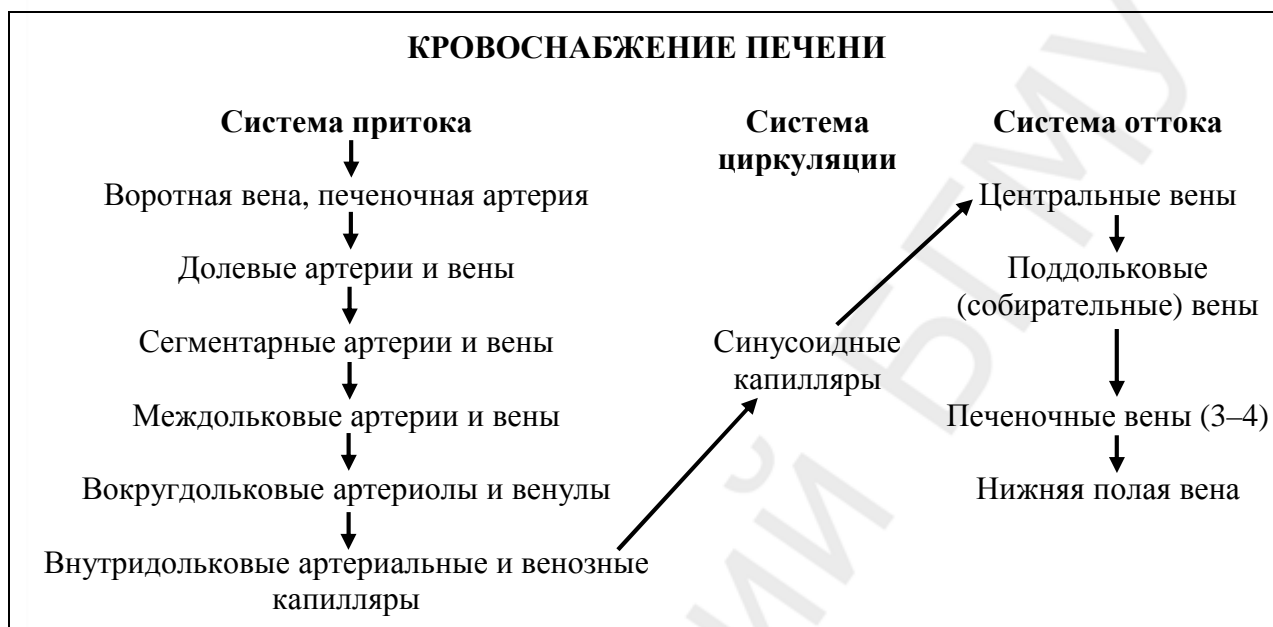 КРОВОСНАБЖЕНИЕ ПЕЧЕНИ
Система притока
Воротная вена, печеночная артерия
Долевые артерии и вены
Сегментарные артерии и вены
Междольковые артерии и вены
Вокругдольковые артериолы и венулы
Внутридольковые артериальные и венозные
капилляры
Система
циркуляции
Синусоидные
капилляры
Система оттока
Центральные вены
Поддольковые
(собирательные) вены
Печеночные вены (3–4)
Нижняя полая вена
БГМУ